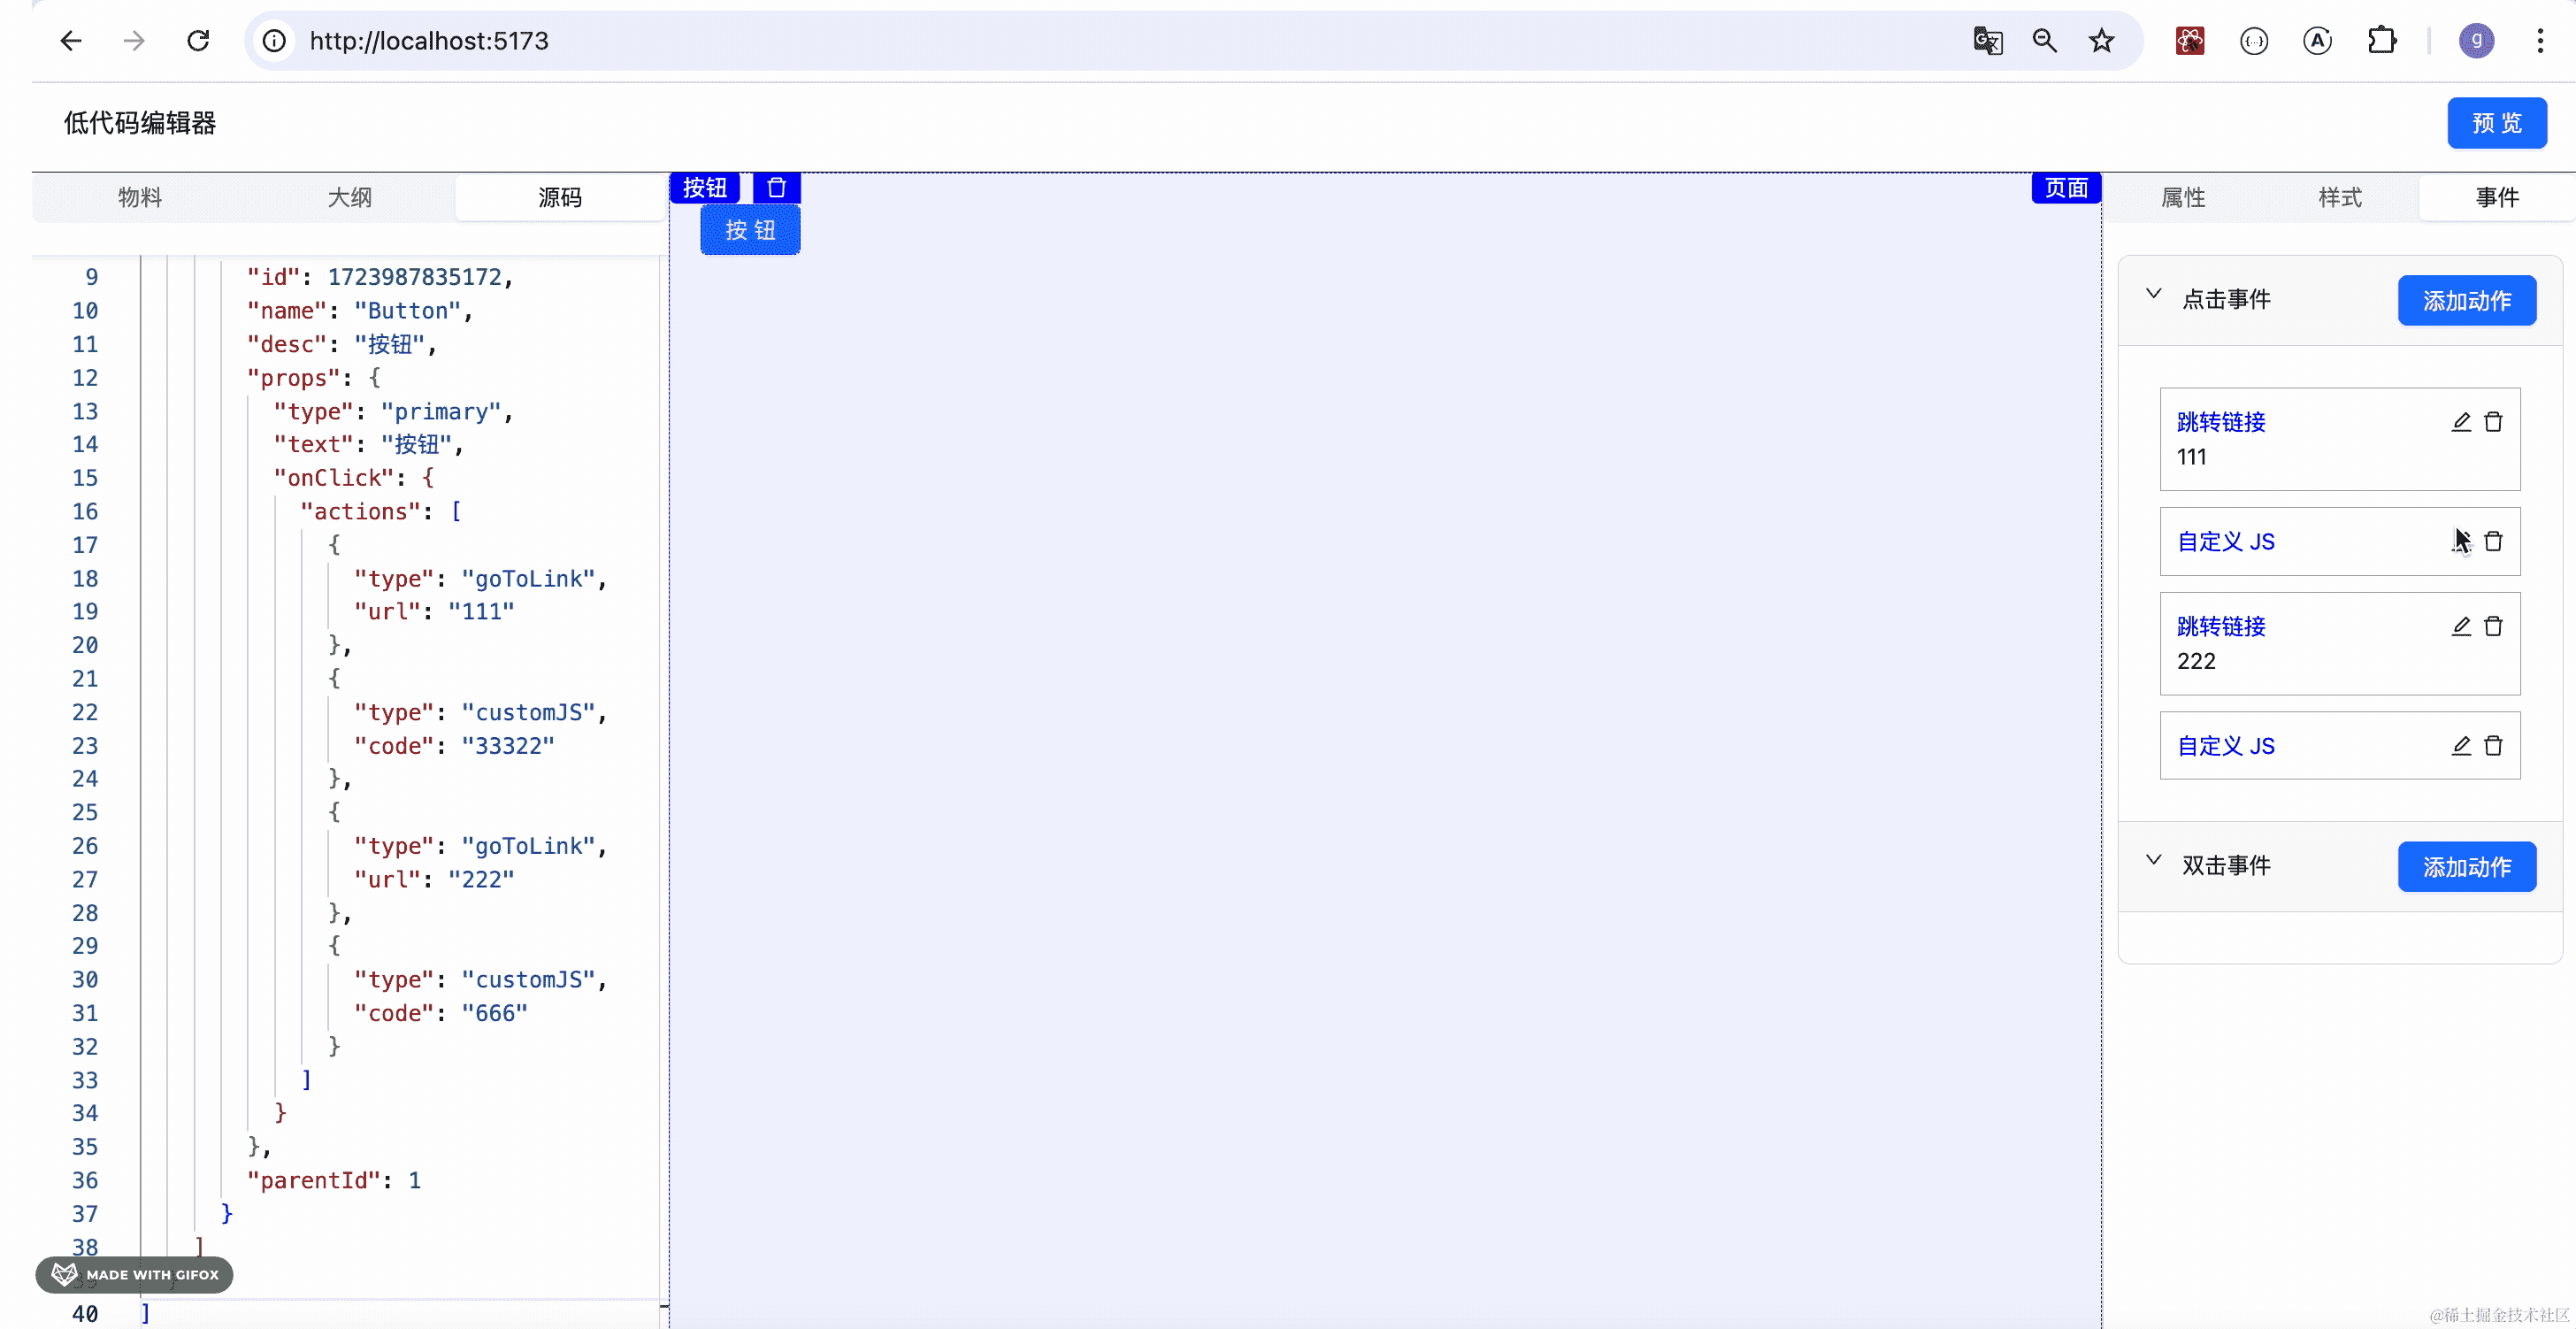 http://localhost:5173
g
低代码编辑器
预 览
物料
大纲
源码
按钮
页面
属性
样式
事件
按 钮
9 "id": 1723987835172,
10 "name": "Button",
11 "desc": "按钮",
12 "props": {
13 "type": "primary",
14 "text": "按钮",
15 "onClick": {
16 "actions": [
17 {
18 "type": "goToLink",
19 "url": "111"
20 },
21 {
22 "type": "customJS",
23 "code": "33322"
24 },
25 {
26 "type": "goToLink",
27 "url": "222"
28 },
29 {
30 "type": "customJS",
31 "code": "666"
32 }
33 ]
34 }
35 },
36 "parentId": 1
37 }
38 ]
MADE WITH GIFOX
40 ]
点击事件
添加动作
跳转链接
111
自定义 JS
跳转链接
222
自定义 JS
双击事件
添加动作
@稀土掘金技术社区